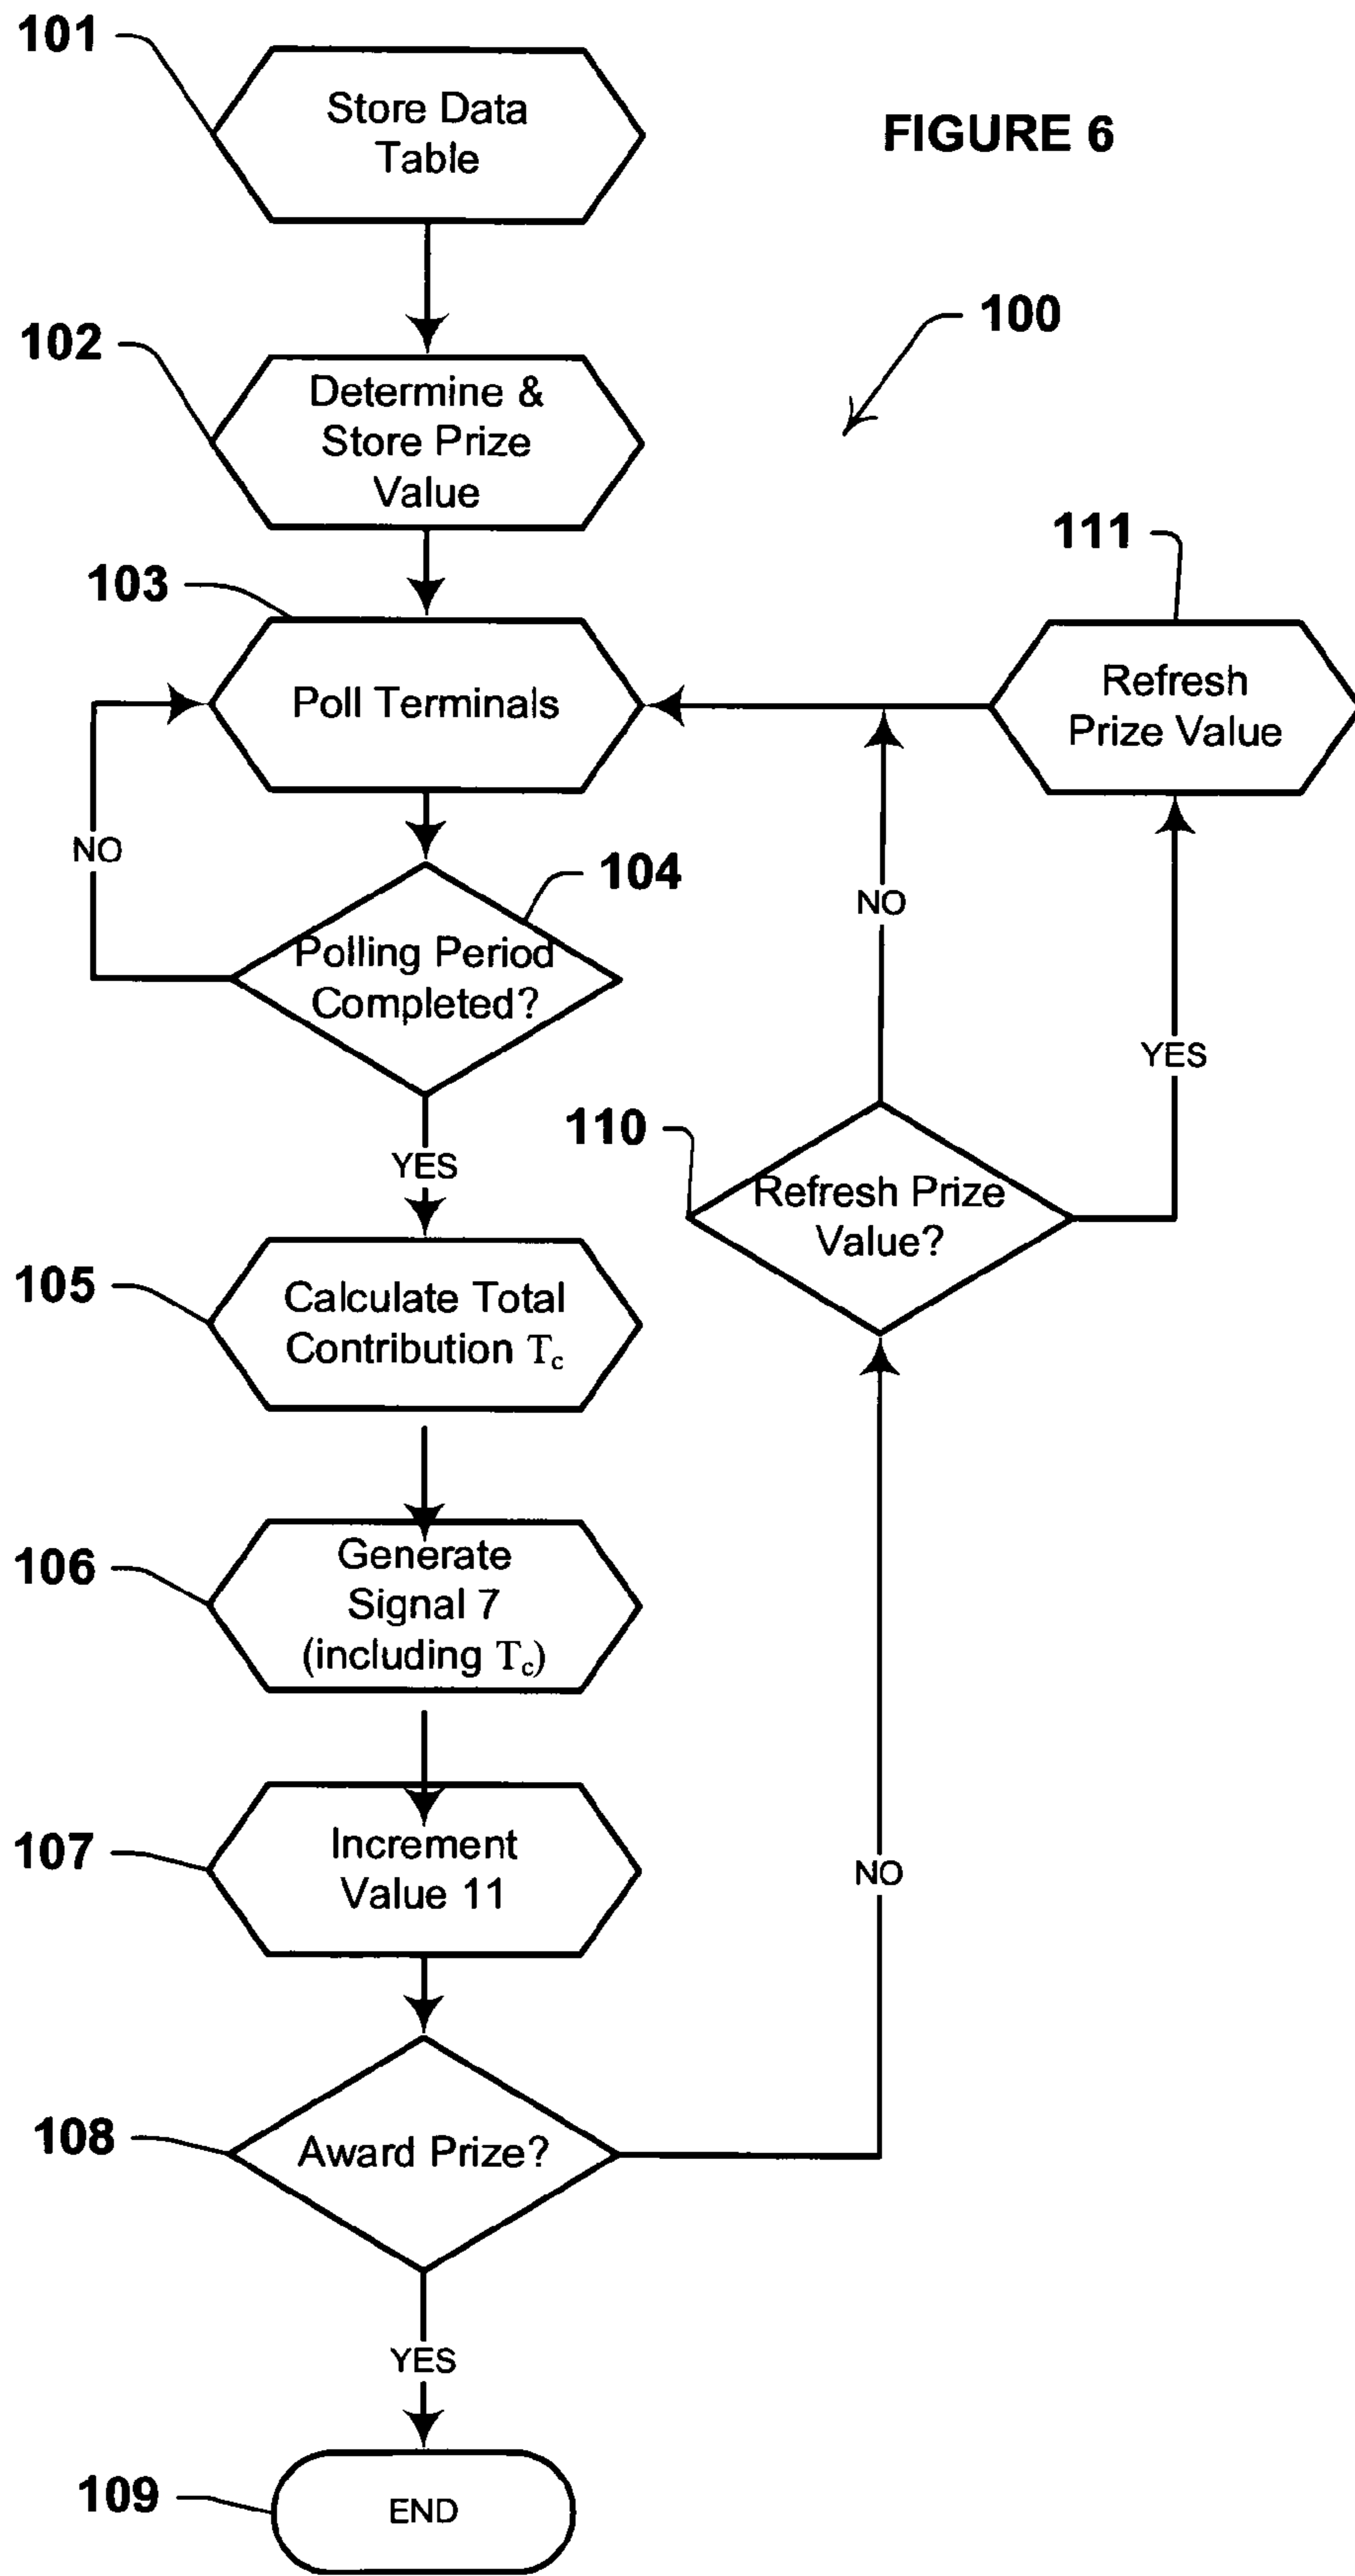 101
Store Data
Table
FIGURE 6
100
102
Determine &
Store Prize
Value
111
103
Poll Terminals
Refresh
Prize Value
NO
104
NO
Polling Period
Completed?
YES
110
YES
Refresh Prize
Value?
105
Calculate Total
Contribution Tc
106
Generate
Signal 7
(including Tc)
107
Increment
Value 11
NO
108
Award Prize?
YES
109
END